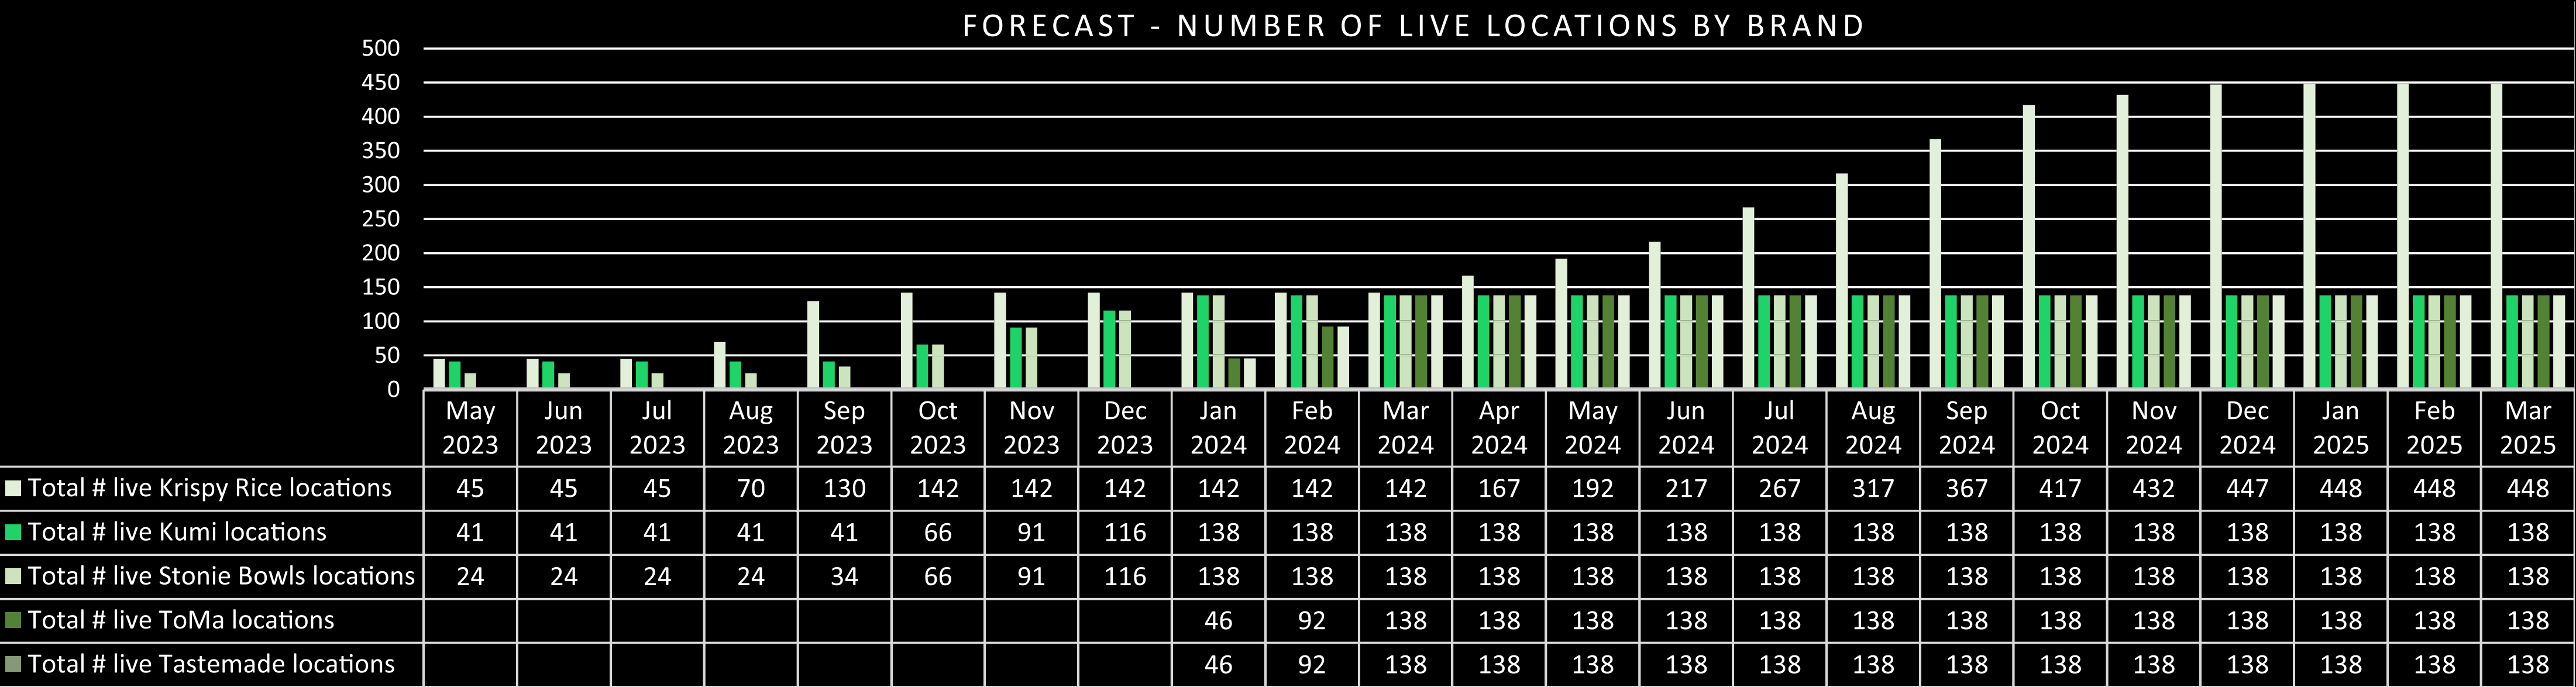 FORECAST - NUMBER OF LIVE LOCATIONS BY BRAND
500
450
400
350
300
250
200
150
100
50
0
May Jun Jul Aug Sep Oct Nov Dec Jan Feb Mar Apr May Jun Jul Aug Sep Oct Nov Dec Jan Feb Mar
2023 2023 2023 2023 2023 2023 2023 2023 2024 2024 2024 2024 2024 2024 2024 2024 2024 2024 2024 2024 2025 2025 2025
Total # live Krispy Rice locations 45 45 45 70 130 142 142 142 142 142 142 167 192 217 267 317 367 417 432 447 448 448 448
Total # live Kumi locations 41 41 41 41 41 66 91 116 138 138 138 138 138 138 138 138 138 138 138 138 138 138 138
Total # live Stonie Bowls locations 24 24 24 24 34 66 91 116 138 138 138 138 138 138 138 138 138 138 138 138 138 138 138
Total # live ToMa locations 46 92 138 138 138 138 138 138 138 138 138 138 138 138 138
Total # live Tastemade locations 46 92 138 138 138 138 138 138 138 138 138 138 138 138 138